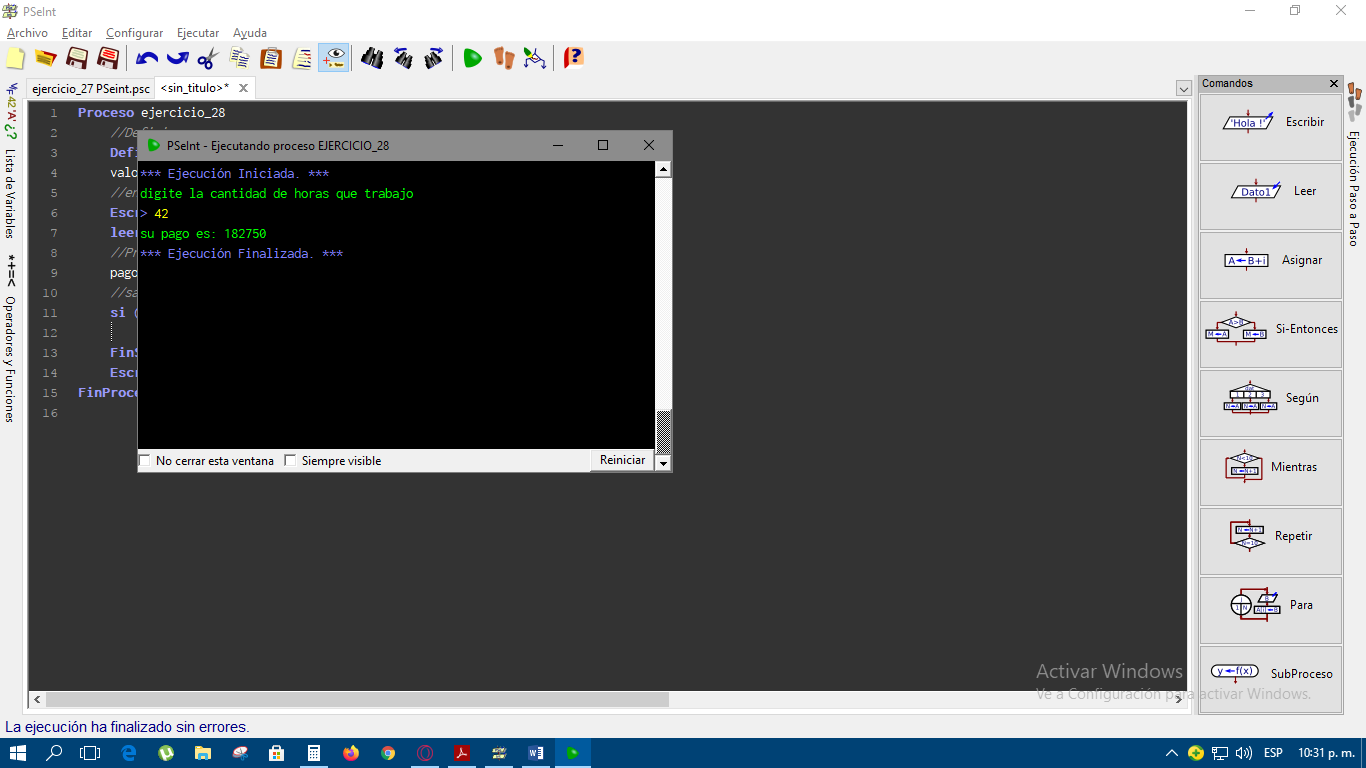 PSeInt
Archivo Editar Configurar Ejecutar Ayuda
ejercicio_27 PSeint.psc <sin_titulo>*
*+=< Operadores y Funciones
Lista de Variables
1 Proceso ejercicio_28
2
3
4
5
6
7
8
9
10
11 si
12
13
14
15
16
PSeInt - Ejecutando proceso EJERCICIO_28
*** Ejecución Iniciada. ***
digite la cantidad de horas que trabajo
> 42
su pago es: 182750
*** Ejecución Finalizada. ***
No cerrar esta ventana Siempre visible Reiniciar
Comandos
'Hola !' Escribir
Dato1 Leer
A←B+i Asignar
A>B Si-Entonces
Según
Mientras
Repetir
Para
y←f(x) SubProceso
Ejecución Paso a Paso
Activar Windows
Ve a Configuración para activar Windows.
La ejecución ha finalizado sin errores.
ESP 10:31 p. m.